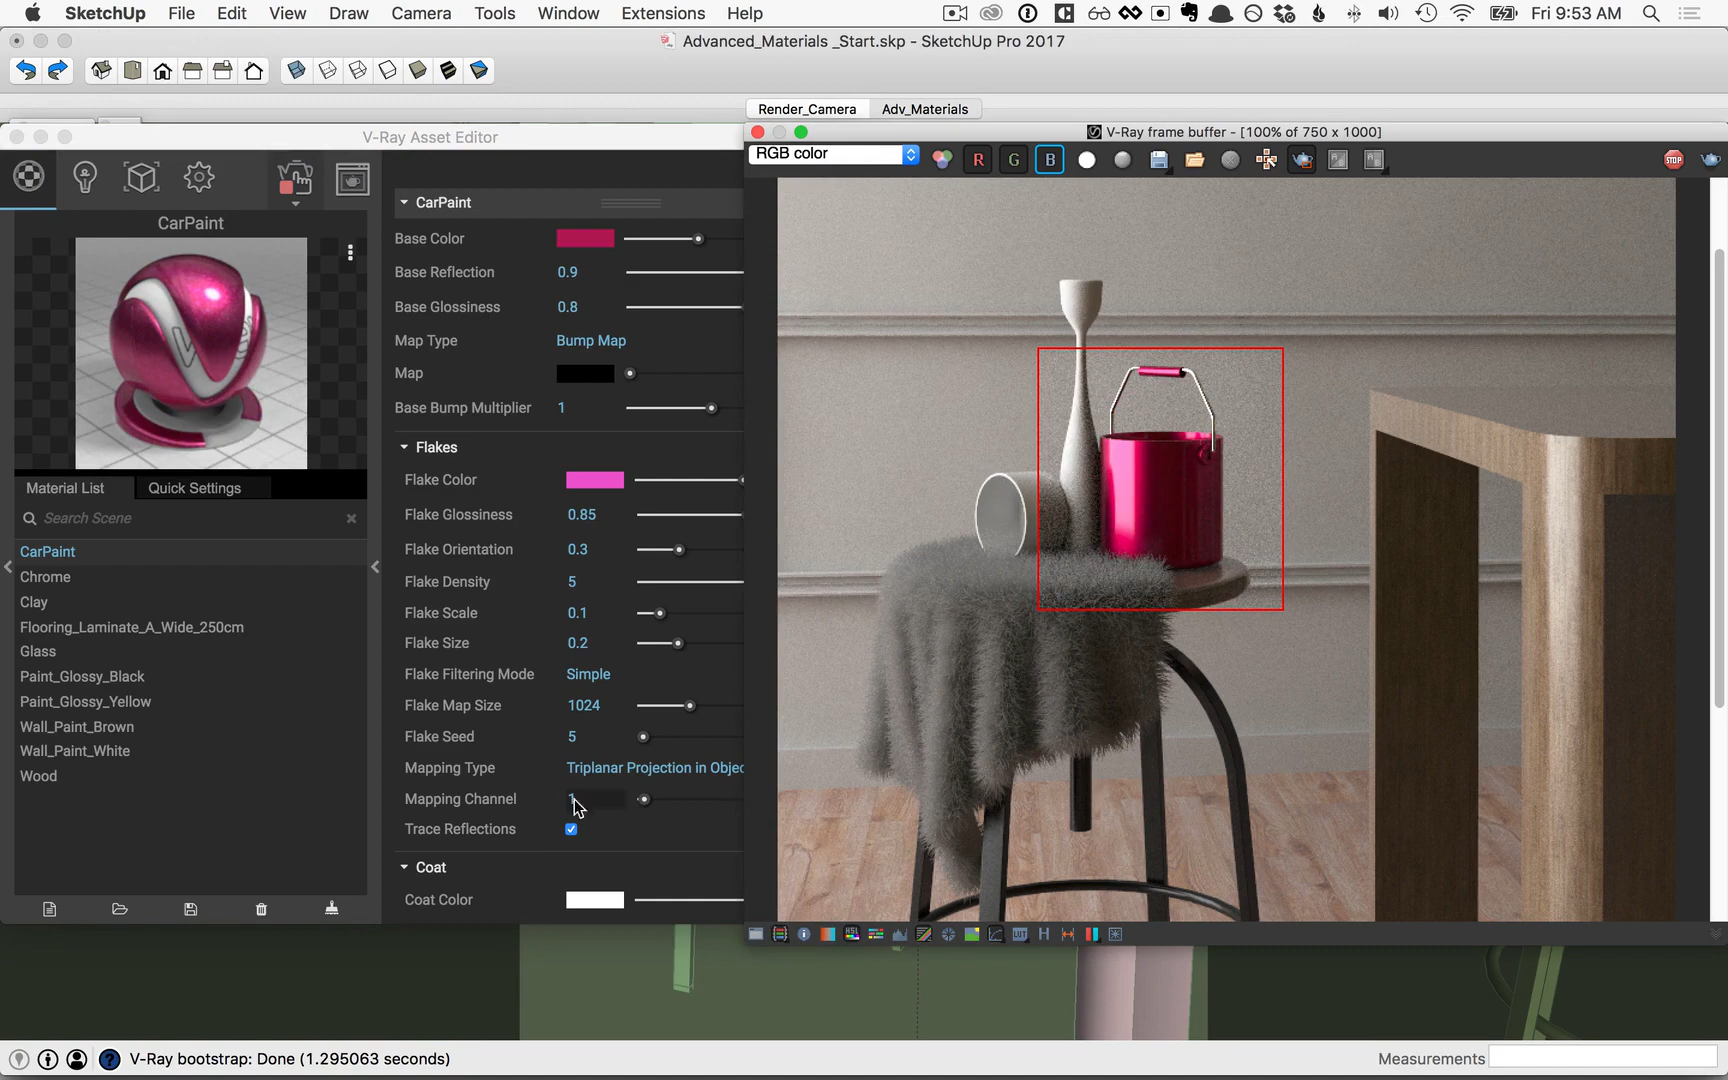 SketchUp File Edit View Draw Camera Tools Window Extensions Help Fri 9:53 AM
Advanced_Materials _Start.skp - SketchUp Pro 2017
Render_Camera Adv_Materials
V-Ray Asset Editor
V-Ray frame buffer - [100% of 750 x 1000]
RGB color R G B STOP
CarPaint
CarPaint
Base Color
Base Reflection 0.9
Base Glossiness 0.8
Map Type Bump Map
Map
Base Bump Multiplier 1
Flakes
Flake Color
Flake Glossiness 0.85
Flake Orientation 0.3
Flake Density 5
Flake Scale 0.1
Flake Size 0.2
Flake Filtering Mode Simple
Flake Map Size 1024
Flake Seed 5
Mapping Type Triplanar Projection in Objec
Mapping Channel 1
Trace Reflections
Coat
Coat Color
Material List Quick Settings
Search Scene
CarPaint
Chrome
Clay
Flooring_Laminate_A_Wide_250cm
Glass
Paint_Glossy_Black
Paint_Glossy_Yellow
Wall_Paint_Brown
Wall_Paint_White
Wood
HSL LUT H
V-Ray bootstrap: Done (1.295063 seconds)
Measurements